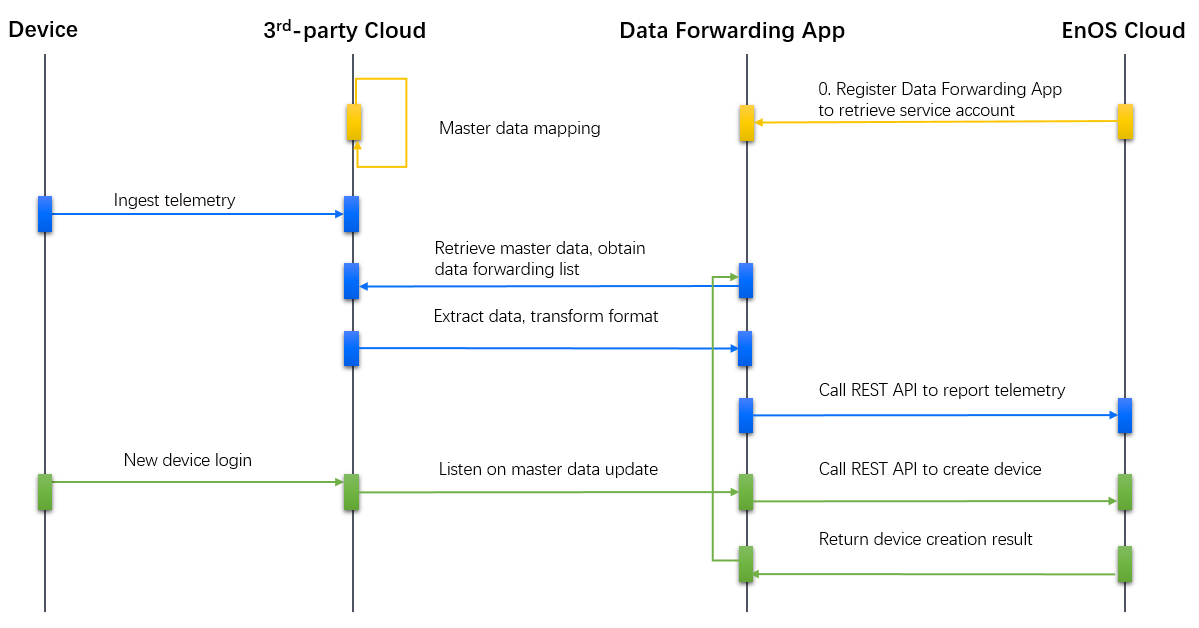 Device
3rd-party Cloud
Data Forwarding App
EnOS Cloud
0. Register Data Forwarding App
to retrieve service account
Master data mapping
Ingest telemetry
Retrieve master data, obtain
data forwarding list
Extract data, transform format
Call REST API to report telemetry
New device login
Listen on master data update
Call REST API to create device
Return device creation result